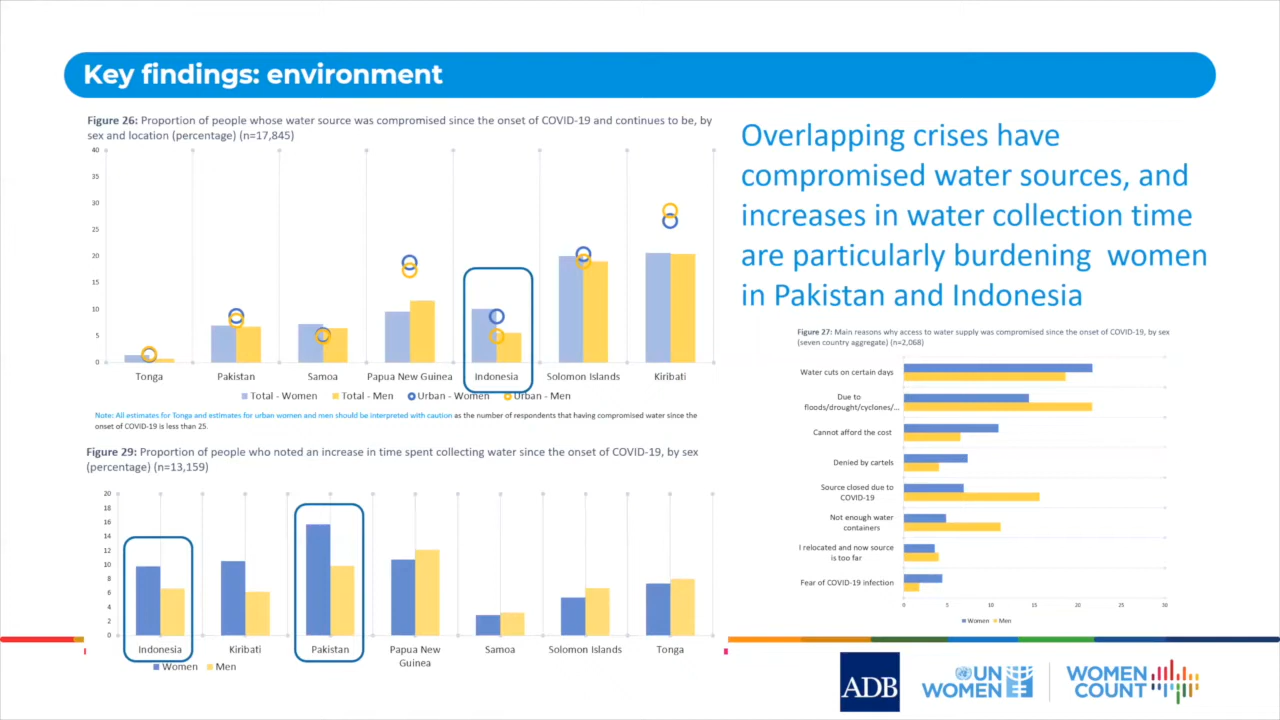 Key findings: environment
Figure 26: Proportion of people whose water source was compromised since the onset of COVID-19 and continues to be, by
sex and location (percentage) (n=17,845)
40
35
30
25
20
15
10
5
0
Tonga
Pakistan
Samoa
Papua New Guinea
Indonesia
Solomon Islands
Kiribati
Total - Women
Total - Men
Urban - Women
Urban - Men
Note: All estimates for Tonga and estimates for urban women and men should be interpreted with caution as the number of respondents that having compromised water since the
onset of COVID-19 is less than 25.
Figure 29: Proportion of people who noted an increase in time spent collecting water since the onset of COVID-19, by sex
(percentage) (n=13,159)
20
18
16
14
12
10
8
6
4
2
0
Indonesia
Kiribati
Pakistan
Papua New
Guinea
Samoa
Solomon Islands
Tonga
Women
Men
Overlapping crises have
compromised water sources, and
increases in water collection time
are particularly burdening women
in Pakistan and Indonesia
Figure 27: Main reasons why access to water supply was compromised since the onset of COVID-19, by sex
(seven country aggregate) (n=2,068)
Water cuts on certain days
Due to
floods/drought/cyclones/...
Cannot afford the cost
Denied by cartels
Source closed due to
COVID-19
Not enough water
containers
I relocated and now source
is too far
Fear of COVID-19 infection
0
5
10
15
20
25
30
Women
Men
ADB
UN
WOMEN
WOMEN
COUNT